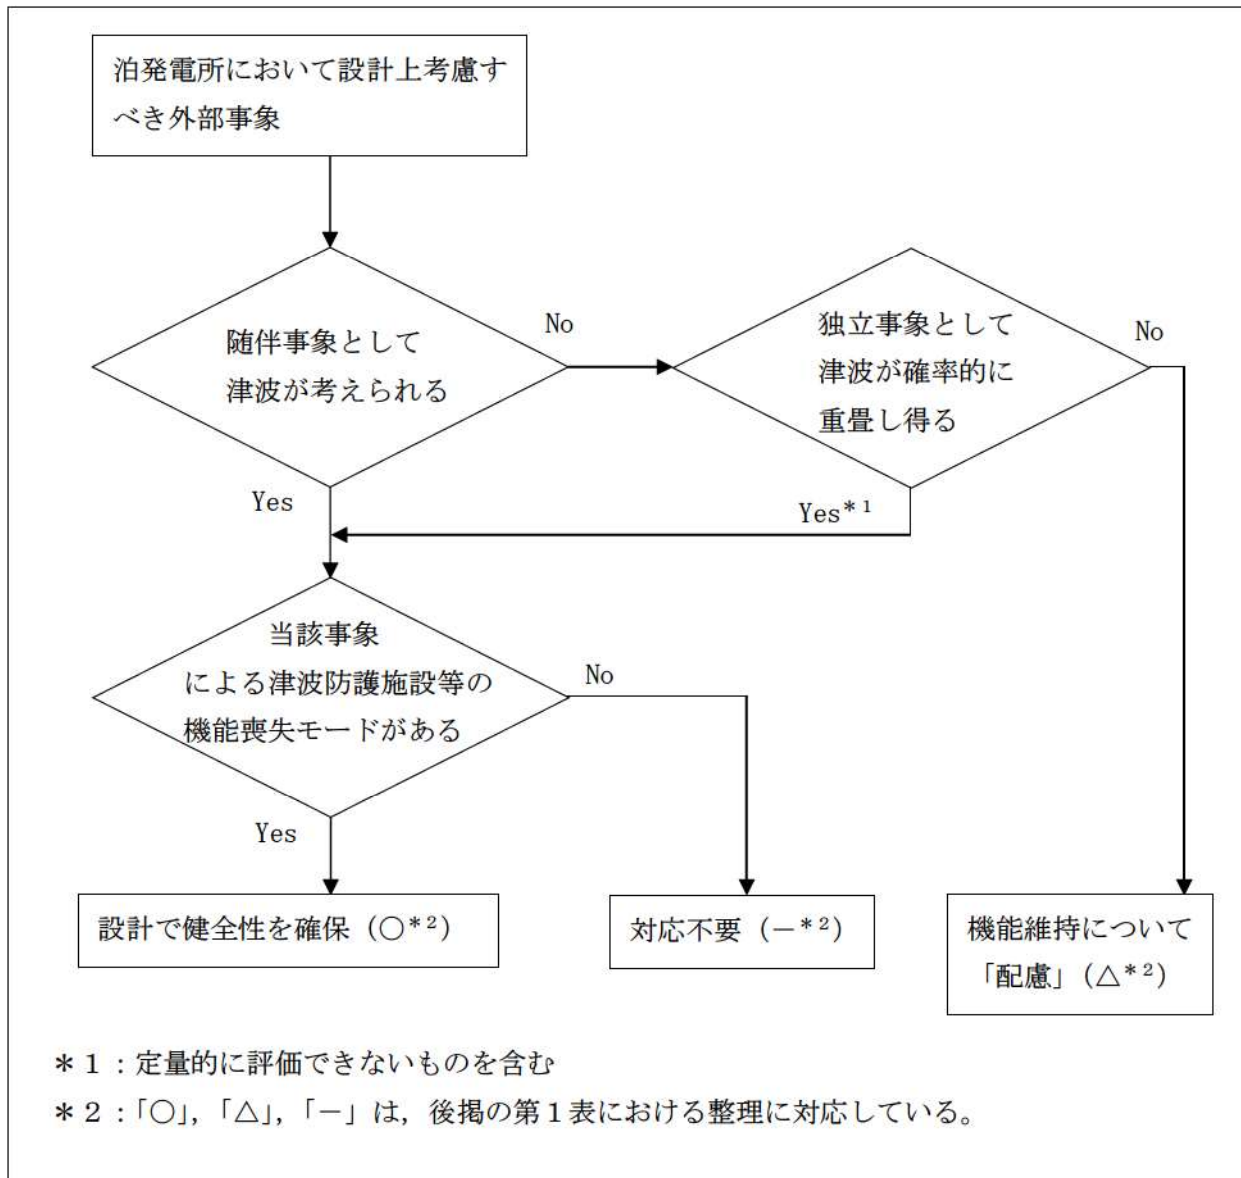 泊発電所において設計上考慮す
べき外部事象
随伴事象として
津波が考えられる
No
独立事象として
津波が確率的に
重畳し得る
No
Yes
Yes＊1
当該事象
による津波防護施設等の
機能喪失モードがある
No
Yes
設計で健全性を確保（○＊2）
対応不要（－＊2）
機能維持について
「配慮」（△＊2）
＊１：定量的に評価できないものを含む
＊２：「○」，「△」，「－」は，後掲の第１表における整理に対応している。